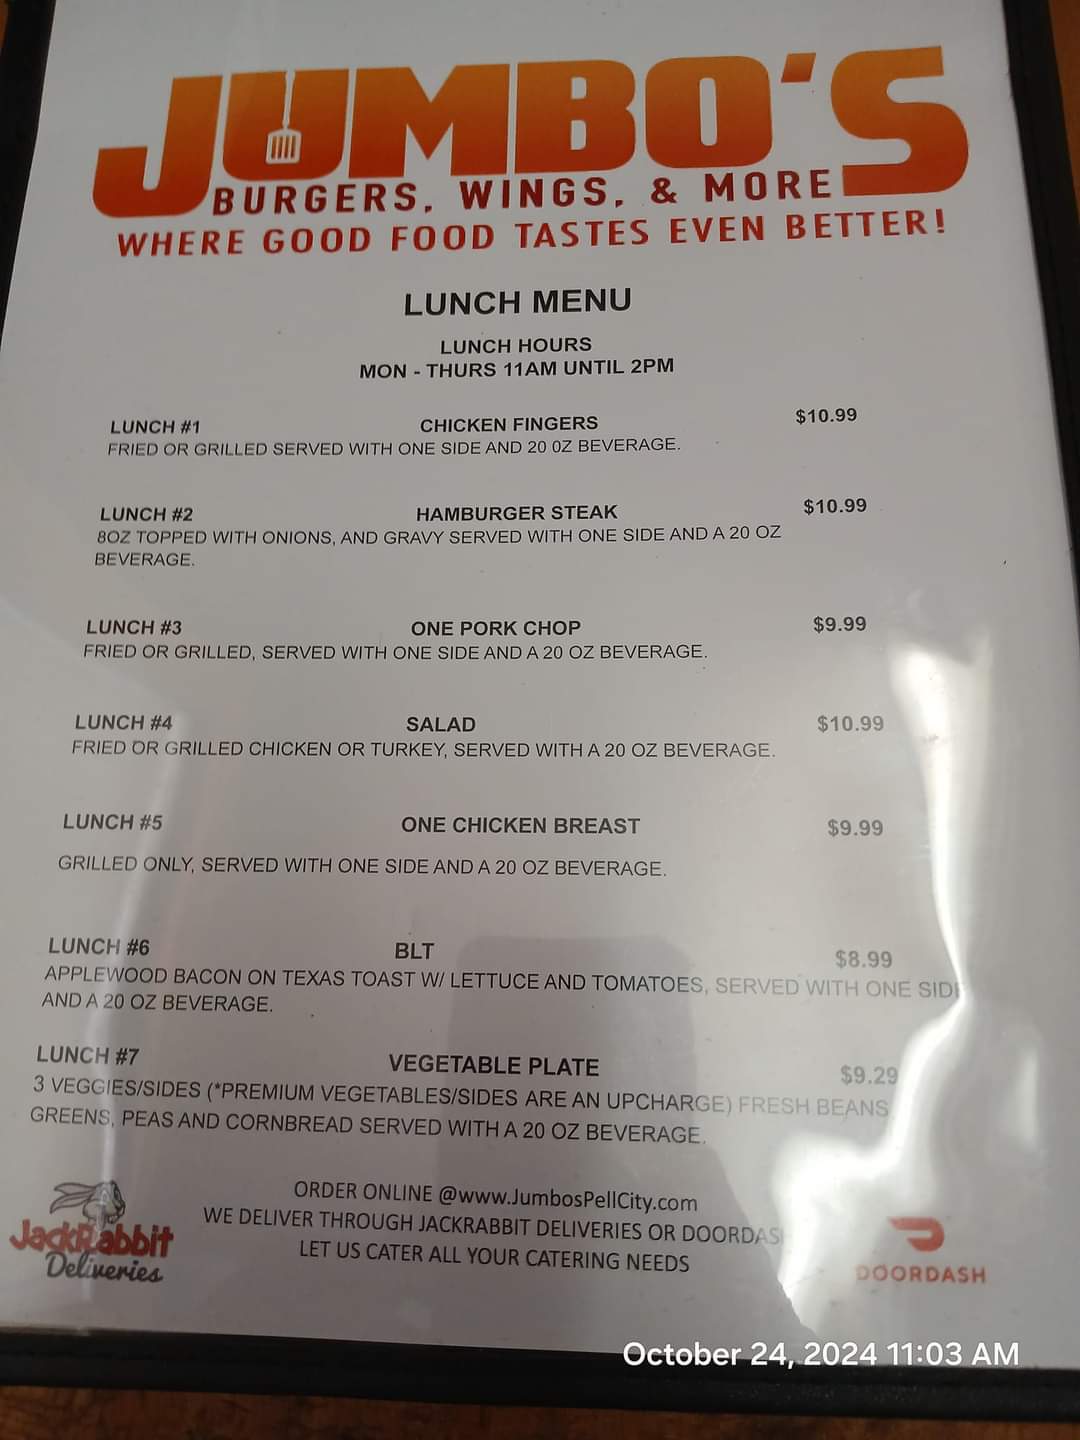 JUMBO'S
BURGERS, WINGS, & MORE
WHERE GOOD FOOD TASTES EVEN BETTER!
LUNCH MENU
LUNCH HOURS
MON - THURS 11AM UNTIL 2PM
LUNCH #1 CHICKEN FINGERS $10.99
FRIED OR GRILLED SERVED WITH ONE SIDE AND 20 0Z BEVERAGE.
LUNCH #2 HAMBURGER STEAK $10.99
8OZ TOPPED WITH ONIONS, AND GRAVY SERVED WITH ONE SIDE AND A 20 OZ
BEVERAGE.
LUNCH #3 ONE PORK CHOP $9.99
FRIED OR GRILLED, SERVED WITH ONE SIDE AND A 20 OZ BEVERAGE.
LUNCH #4 SALAD $10.99
FRIED OR GRILLED CHICKEN OR TURKEY, SERVED WITH A 20 OZ BEVERAGE.
LUNCH #5 ONE CHICKEN BREAST $9.99
GRILLED ONLY, SERVED WITH ONE SIDE AND A 20 OZ BEVERAGE.
LUNCH #6 BLT $8.99
APPLEWOOD BACON ON TEXAS TOAST W/ LETTUCE AND TOMATOES, SERVED WITH ONE SIDE
AND A 20 OZ BEVERAGE.
LUNCH #7 VEGETABLE PLATE $9.29
3 VEGGIES/SIDES (*PREMIUM VEGETABLES/SIDES ARE AN UPCHARGE) FRESH BEANS
GREENS, PEAS AND CORNBREAD SERVED WITH A 20 OZ BEVERAGE.
ORDER ONLINE @www.JumbosPellCity.com
WE DELIVER THROUGH JACKRABBIT DELIVERIES OR DOORDASH
LET US CATER ALL YOUR CATERING NEEDS
JackRabbit
Deliveries
DOORDASH
October 24, 2024 11:03 AM